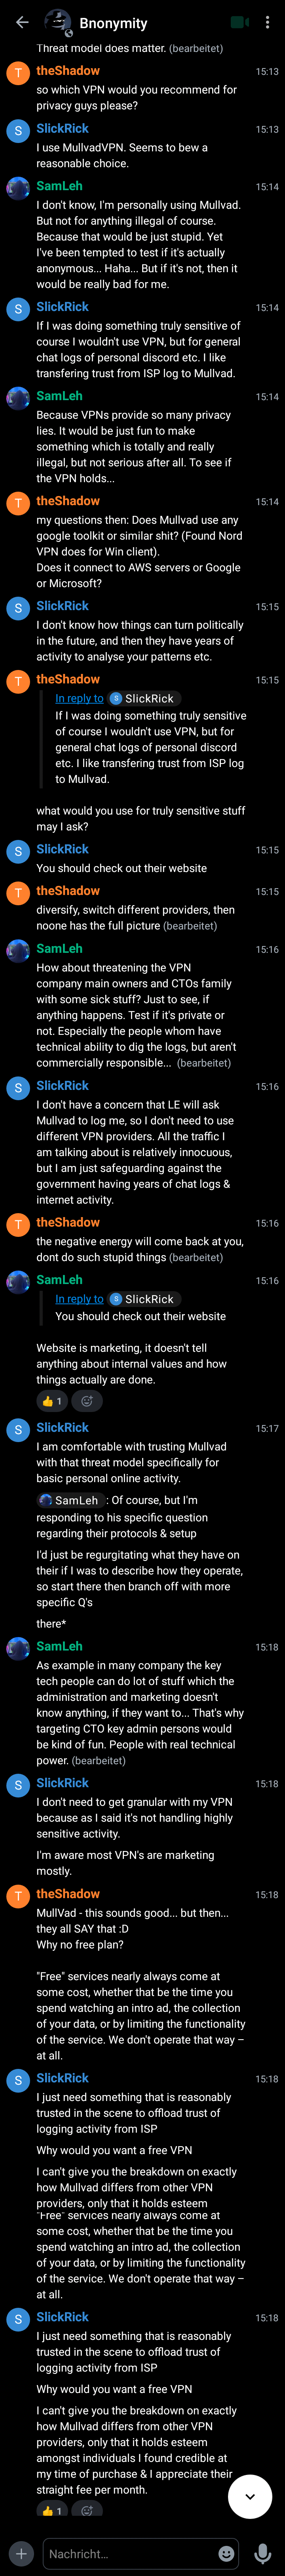 Bnonymity
Threat model does matter. (bearbeitet)
T theShadow 15:13
so which VPN would you recommend for
privacy guys please?
S SlickRick 15:13
I use MullvadVPN. Seems to bew a
reasonable choice.
SamLeh 15:14
I don't know, I'm personally using Mullvad.
But not for anything illegal of course.
Because that would be just stupid. Yet
I've been tempted to test if it's actually
anonymous... Haha... But if it's not, then it
would be really bad for me.
S SlickRick 15:14
If I was doing something truly sensitive of
course I wouldn't use VPN, but for general
chat logs of personal discord etc. I like
transfering trust from ISP log to Mullvad.
SamLeh 15:14
Because VPNs provide so many privacy
lies. It would be just fun to make
something which is totally and really
illegal, but not serious after all. To see if
the VPN holds...
T theShadow 15:14
my questions then: Does Mullvad use any
google toolkit or similar shit? (Found Nord
VPN does for Win client).
Does it connect to AWS servers or Google
or Microsoft?
S SlickRick 15:15
I don't know how things can turn politically
in the future, and then they have years of
activity to analyse your patterns etc.
T theShadow 15:15
In reply to S SlickRick
If I was doing something truly sensitive
of course I wouldn't use VPN, but for
general chat logs of personal discord
etc. I like transfering trust from ISP log
to Mullvad.
what would you use for truly sensitive stuff
may I ask?
S SlickRick 15:15
You should check out their website
T theShadow 15:15
diversify, switch different providers, then
noone has the full picture (bearbeitet)
SamLeh 15:16
How about threatening the VPN
company main owners and CTOs family
with some sick stuff? Just to see, if
anything happens. Test if it's private or
not. Especially the people whom have
technical ability to dig the logs, but aren't
commercially responsible... (bearbeitet)
S SlickRick 15:16
I don't have a concern that LE will ask
Mullvad to log me, so I don't need to use
different VPN providers. All the traffic I
am talking about is relatively innocuous,
but I am just safeguarding against the
government having years of chat logs &
internet activity.
T theShadow 15:16
the negative energy will come back at you,
dont do such stupid things (bearbeitet)
SamLeh 15:16
In reply to S SlickRick
You should check out their website
Website is marketing, it doesn't tell
anything about internal values and how
things actually are done.
👍 1
S SlickRick 15:17
I am comfortable with trusting Mullvad
with that threat model specifically for
basic personal online activity.
SamLeh : Of course, but I'm
responding to his specific question
regarding their protocols & setup
I'd just be regurgitating what they have on
their if I was to describe how they operate,
so start there then branch off with more
specific Q's
there*
SamLeh 15:18
As example in many company the key
tech people can do lot of stuff which the
administration and marketing doesn't
know anything, if they want to... That's why
targeting CTO key admin persons would
be kind of fun. People with real technical
power. (bearbeitet)
S SlickRick 15:18
I don't need to get granular with my VPN
because as I said it's not handling highly
sensitive activity.
I'm aware most VPN's are marketing
mostly.
T theShadow 15:18
MullVad - this sounds good... but then...
they all SAY that :D
Why no free plan?
"Free" services nearly always come at
some cost, whether that be the time you
spend watching an intro ad, the collection
of your data, or by limiting the functionality
of the service. We don't operate that way –
at all.
S SlickRick 15:18
I just need something that is reasonably
trusted in the scene to offload trust of
logging activity from ISP
Why would you want a free VPN
I can't give you the breakdown on exactly
how Mullvad differs from other VPN
providers, only that it holds esteem
"Free" services nearly always come at
some cost, whether that be the time you
spend watching an intro ad, the collection
of your data, or by limiting the functionality
of the service. We don't operate that way –
at all.
S SlickRick 15:18
I just need something that is reasonably
trusted in the scene to offload trust of
logging activity from ISP
Why would you want a free VPN
I can't give you the breakdown on exactly
how Mullvad differs from other VPN
providers, only that it holds esteem
amongst individuals I found credible at
my time of purchase & I appreciate their
straight fee per month.
👍 1
Nachricht...